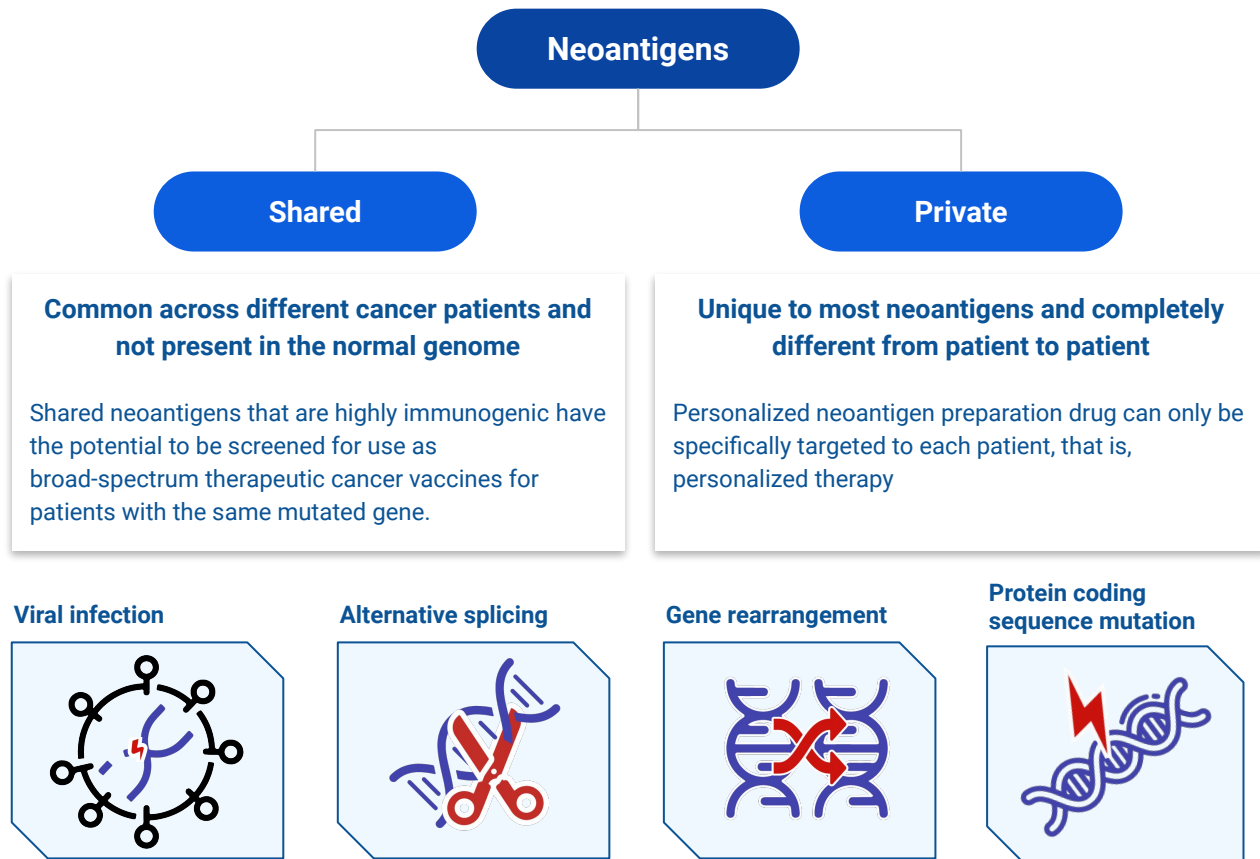 Neoantigens
Shared
Private
Common across different cancer patients and
not present in the normal genome
Shared neoantigens that are highly immunogenic have
the potential to be screened for use as
broad-spectrum therapeutic cancer vaccines for
patients with the same mutated gene.
Unique to most neoantigens and completely
different from patient to patient
Personalized neoantigen preparation drug can only be
specifically targeted to each patient, that is,
personalized therapy
Viral infection
Alternative splicing
Gene rearrangement
Protein coding
sequence mutation